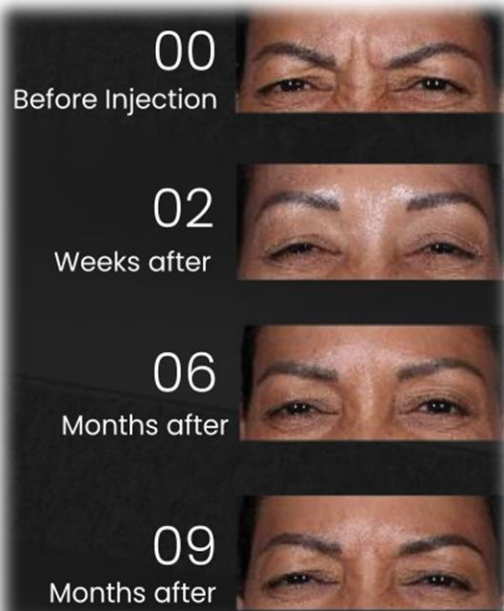 00
Before Injection
02
Weeks after
06
Months after
09
Months after